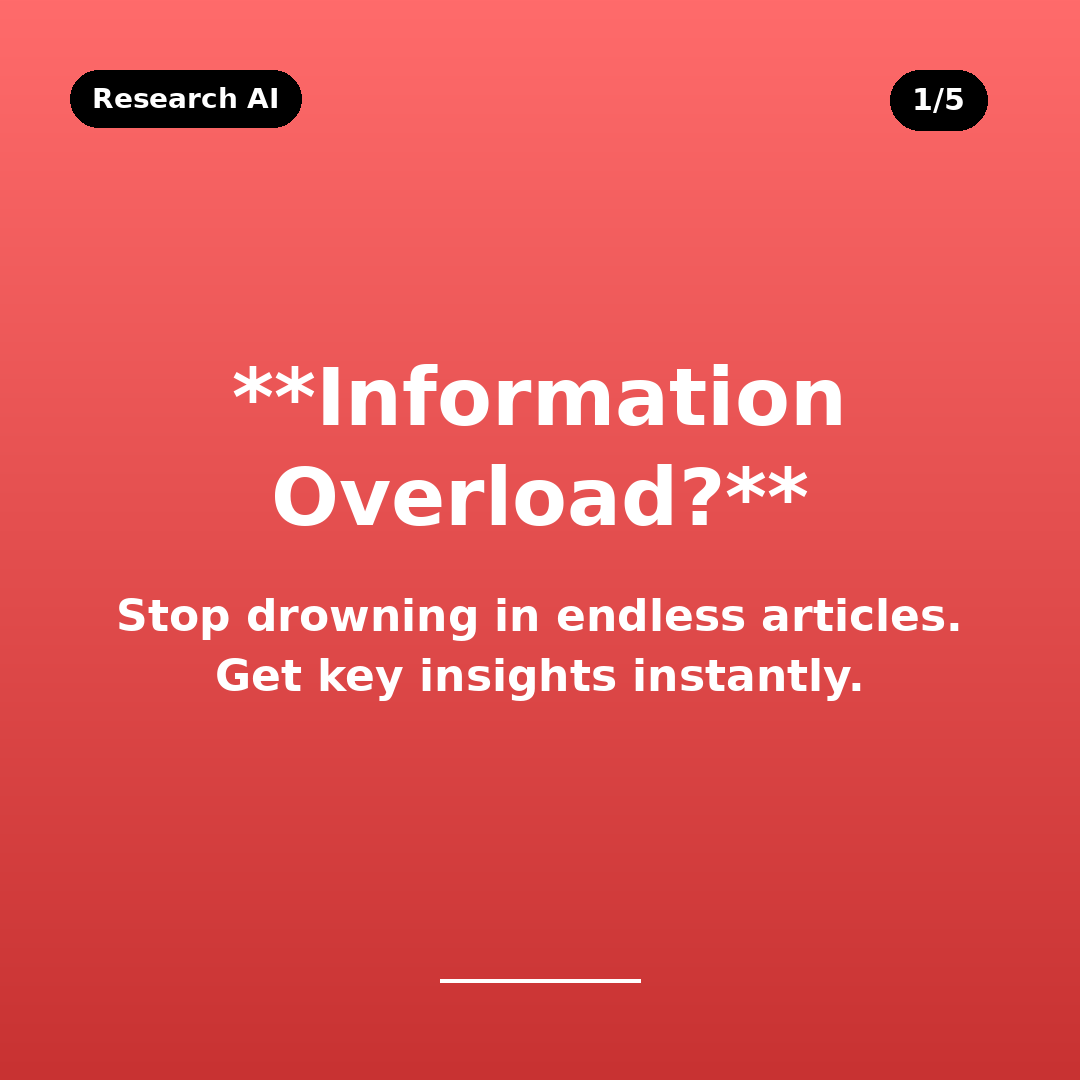 Research AI
1/5
**Information
Overload?**
Stop drowning in endless articles.
Get key insights instantly.